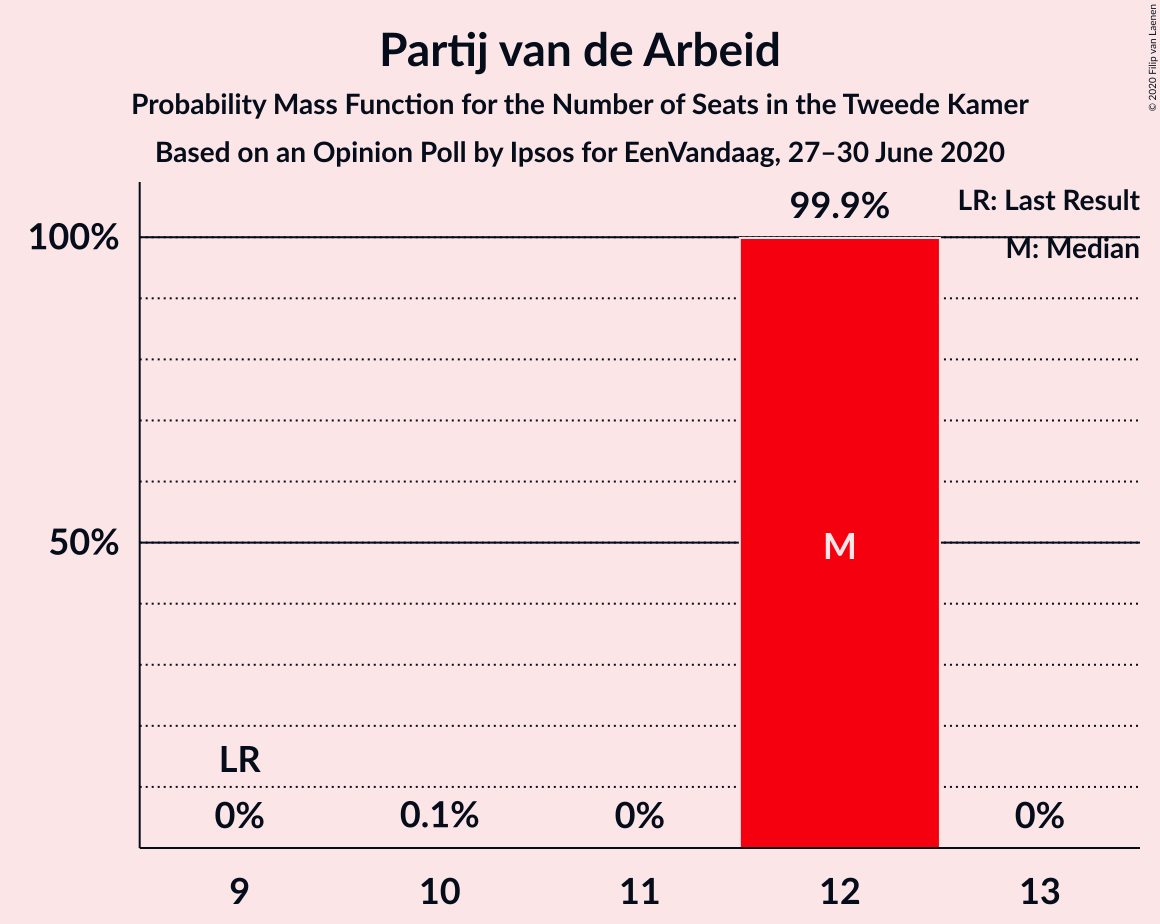 Partij van de Arbeid
Probability Mass Function for the Number of Seats in the Tweede Kamer
Based on an Opinion Poll by Ipsos for EenVandaag, 27–30 June 2020
© 2020 Filip van Laenen
LR: Last Result
M: Median
99.9%
100%
50%
M
LR
0%
0.1%
0%
0%
9
10
11
12
13